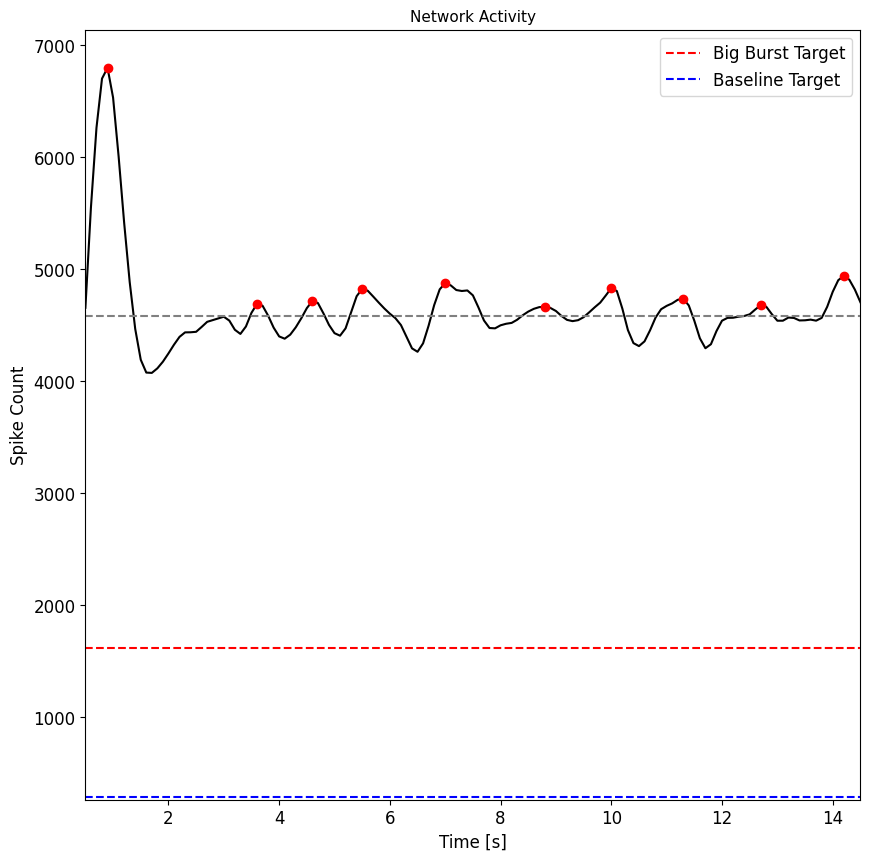 Network Activity
Big Burst Target
Baseline Target
7000
6000
5000
4000
3000
2000
1000
Spike Count
2 4 6 8 10 12 14
Time [s]